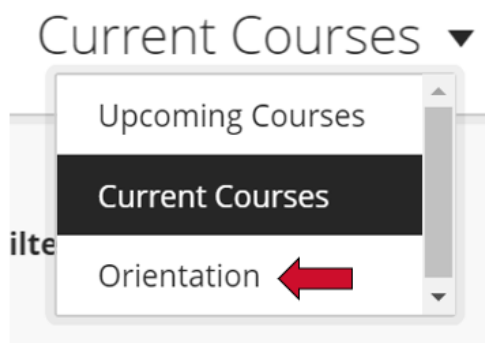 Current Courses
Upcoming Courses
Current Courses
ilte
Orientation